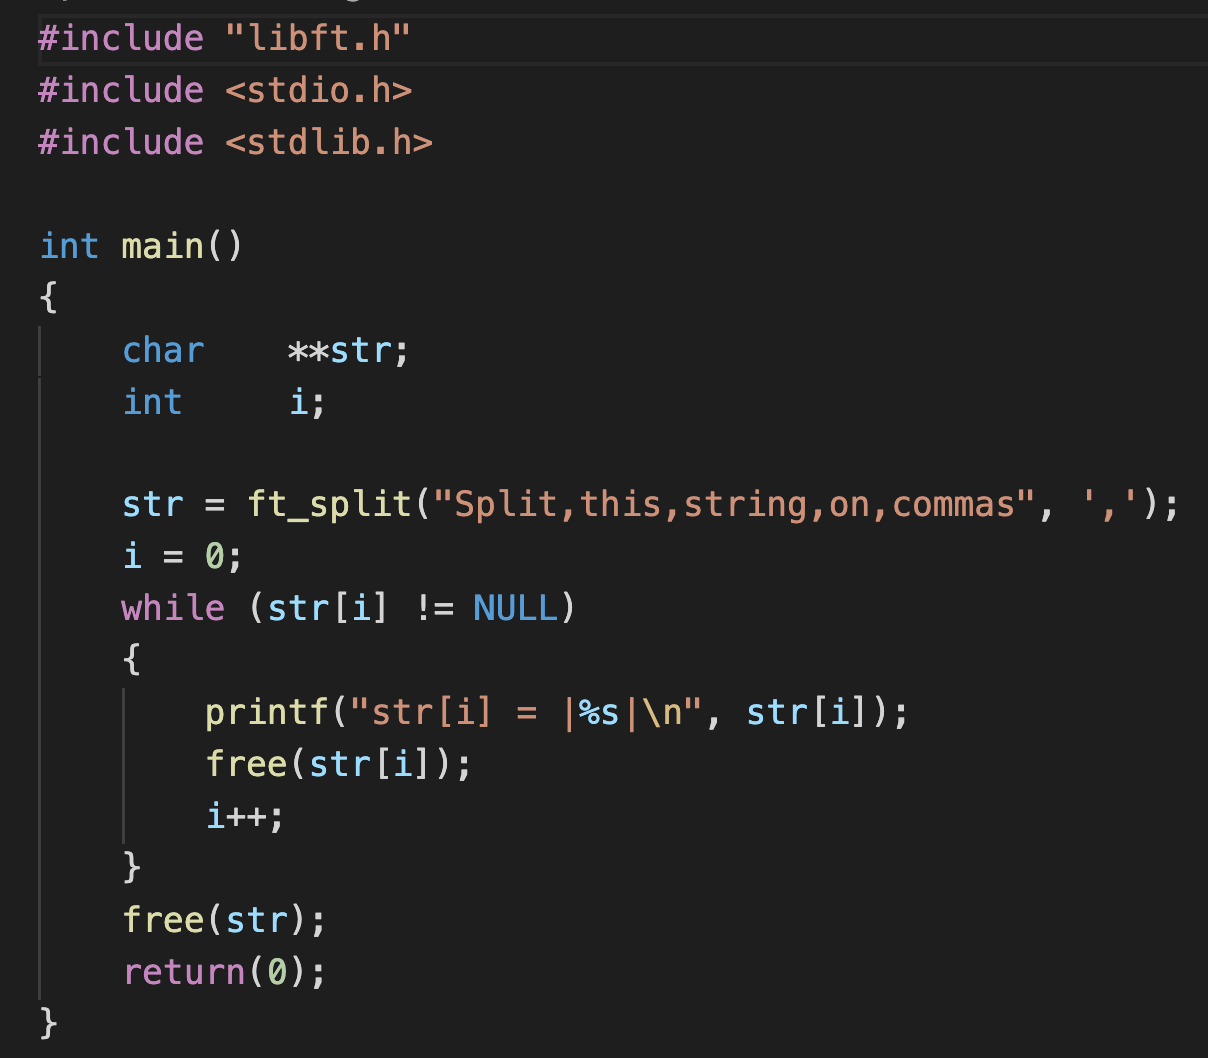 #include "libft.h"
#include <stdio.h>
#include <stdlib.h>
int main()
{
char    **str;
int     i;
str = ft_split("Split,this,string,on,commas", ',');
i = 0;
while (str[i] != NULL)
{
printf("str[i] = |%s|\n", str[i]);
free(str[i]);
i++;
}
free(str);
return(0);
}